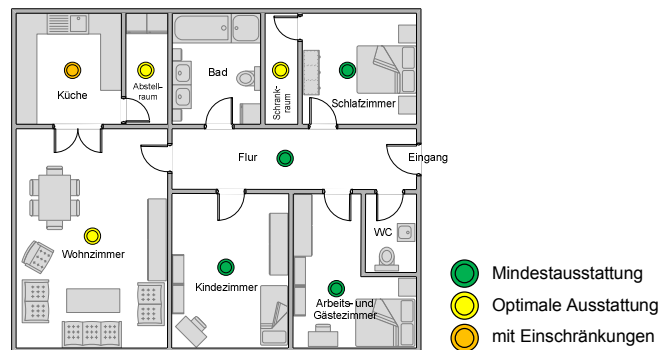 Küche
Abstell-
raum
Bad
Schrank-
raum
Schlafzimmer
Flur
Eingang
Wohnzimmer
Kindezimmer
WC
Arbeits- und
Gästezimmer
Mindestausstattung
Optimale Ausstattung
mit Einschränkungen